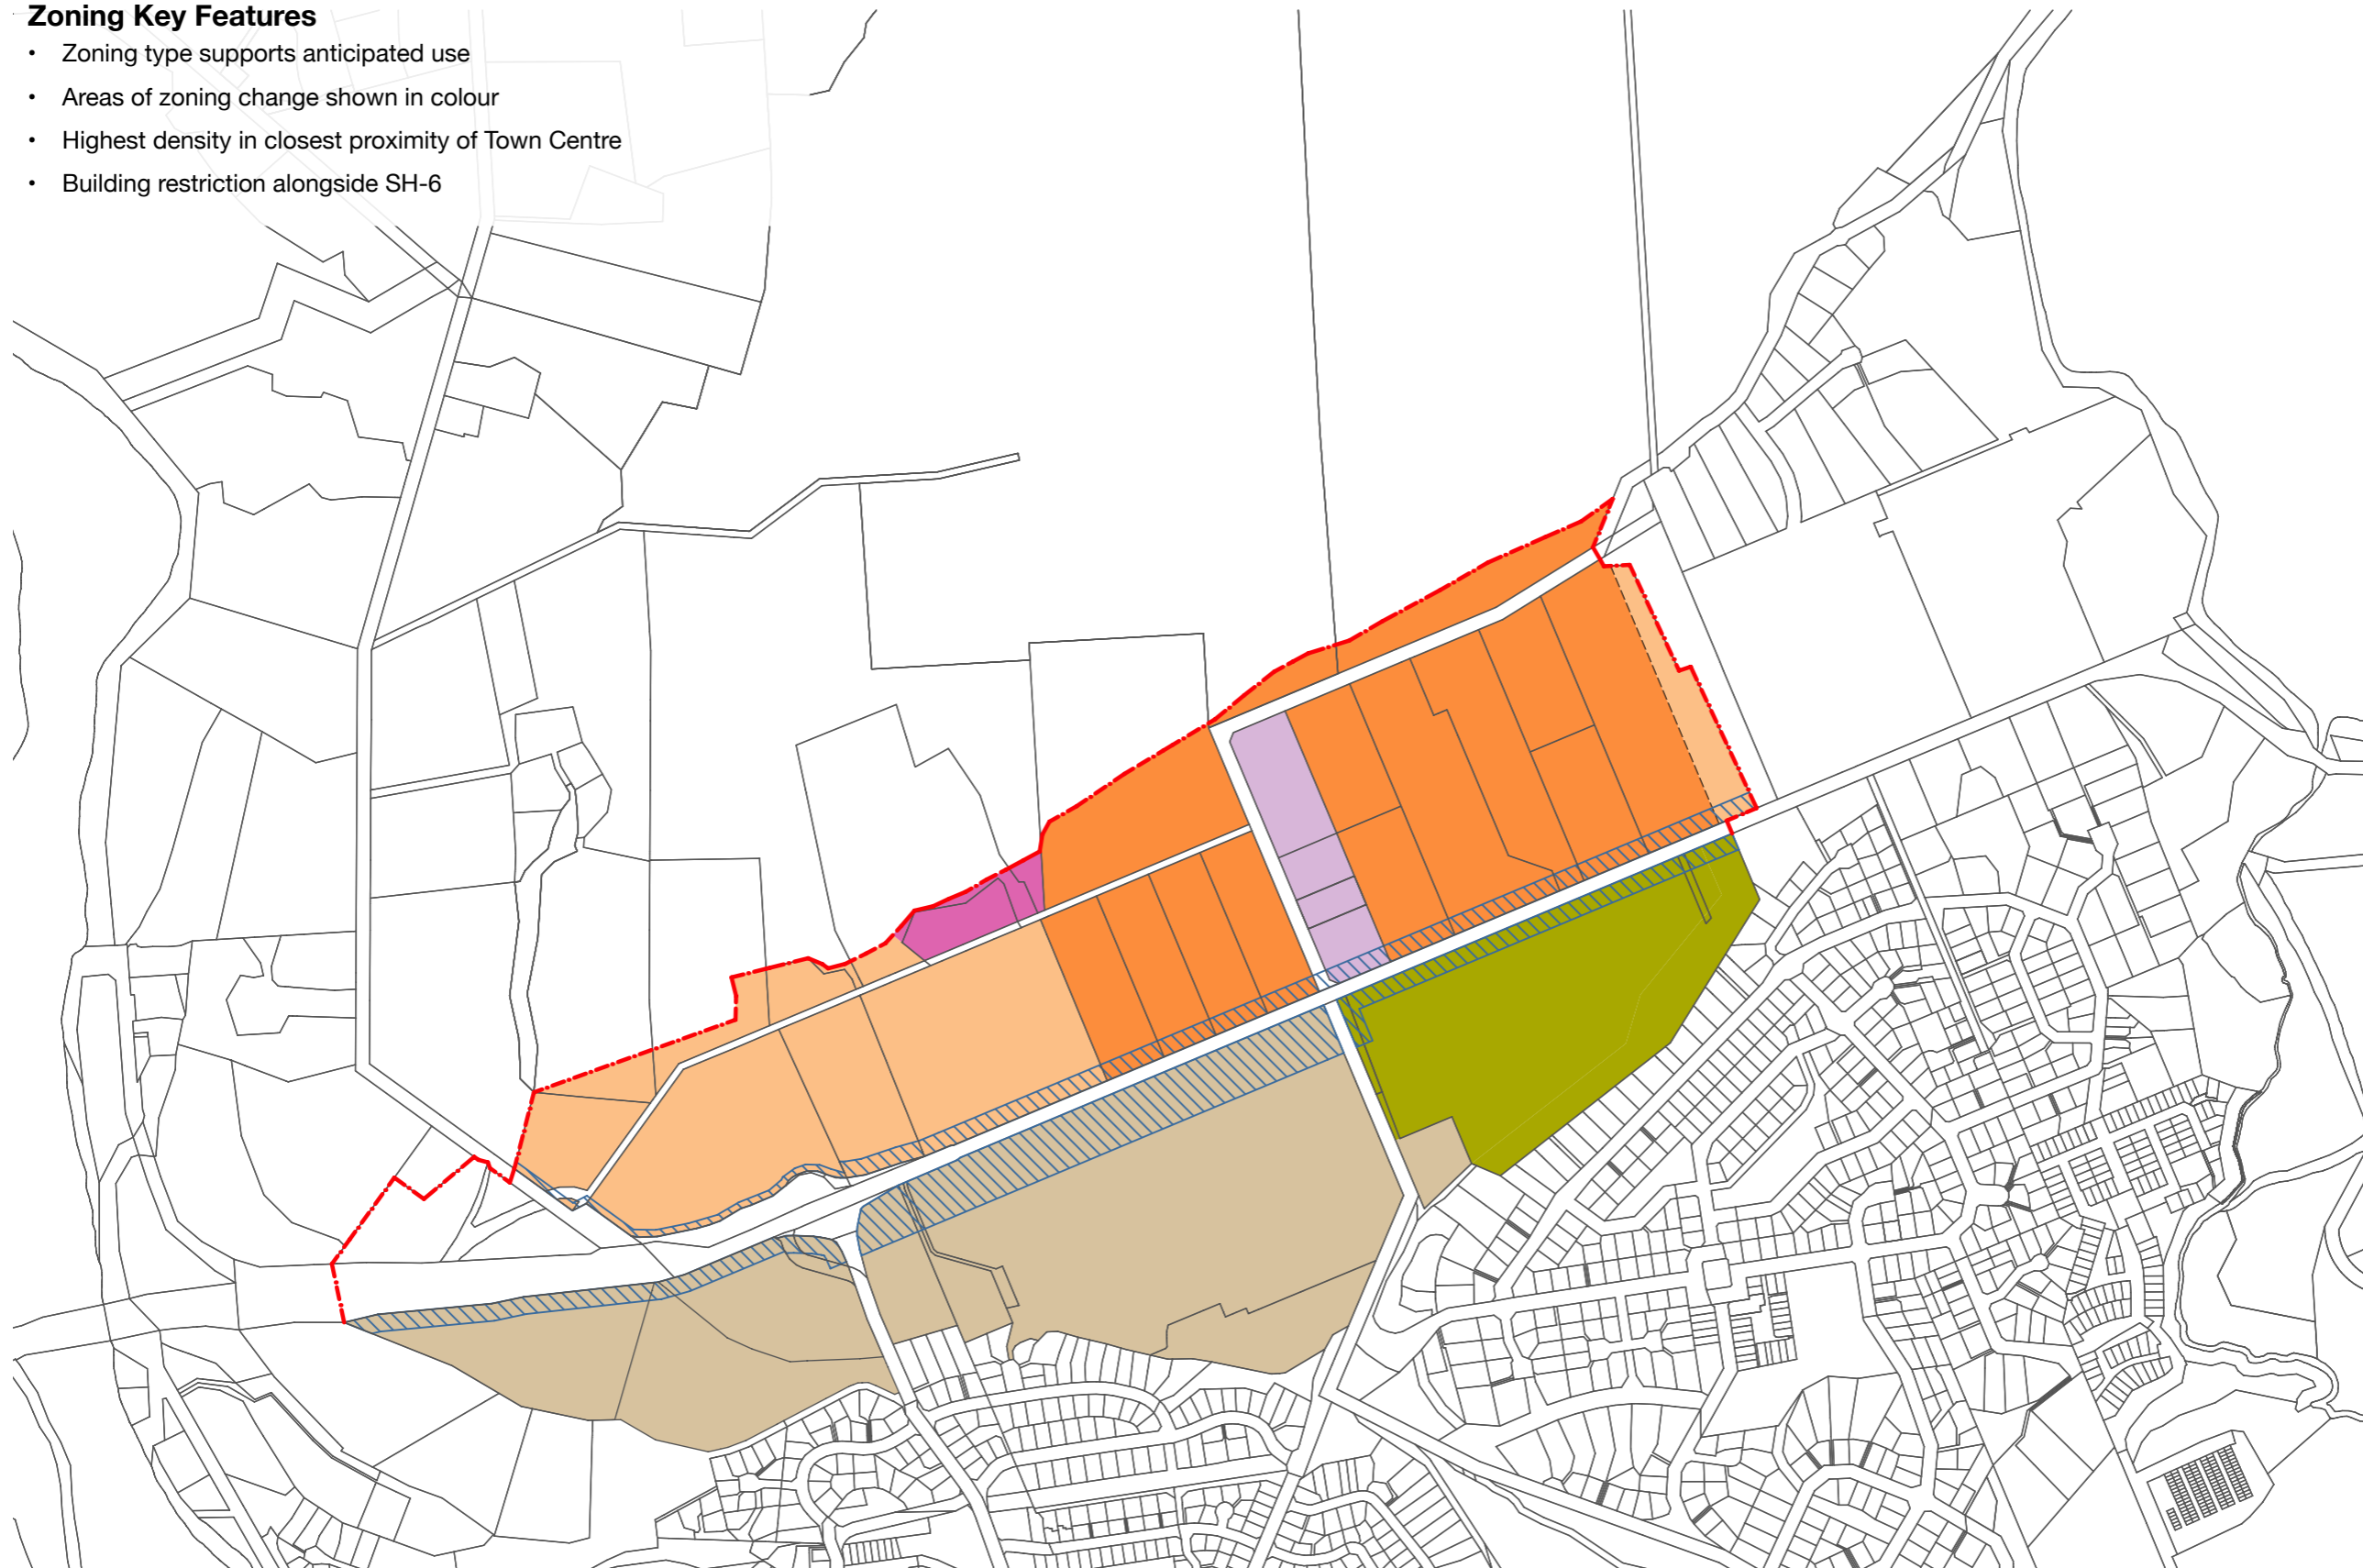 Zoning Key Features
• Zoning type supports anticipated use
• Areas of zoning change shown in colour
• Highest density in closest proximity of Town Centre
• Building restriction alongside SH-6